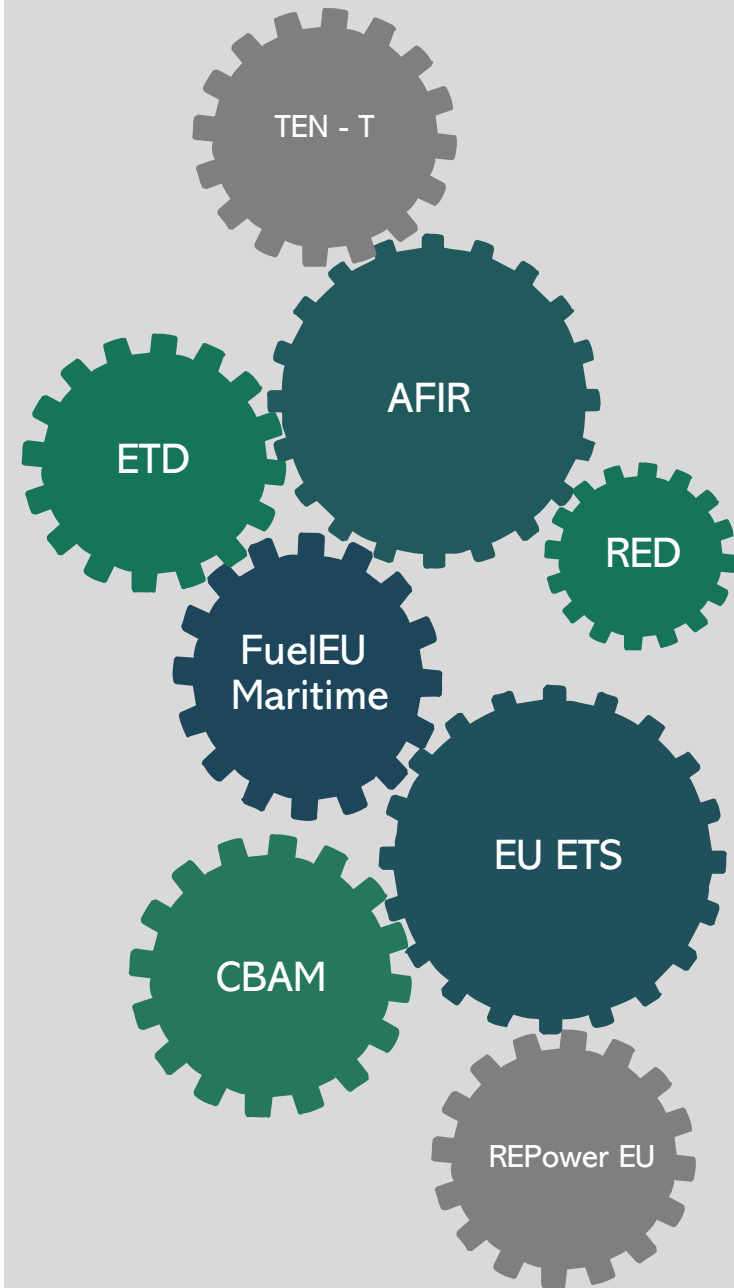 TEN - T
AFIR
ETD
RED
FuelEU
Maritime
EU ETS
CBAM
REPower EU